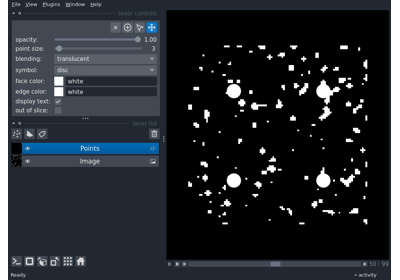 File View Plugins Window Help
layer controls
opacity: 1.00
point size: 3
blending: translucent
symbol: disc
face color: white
edge color: white
display text: ✓
out of slice:
layer list
Points
Image
50 99
Ready
activity